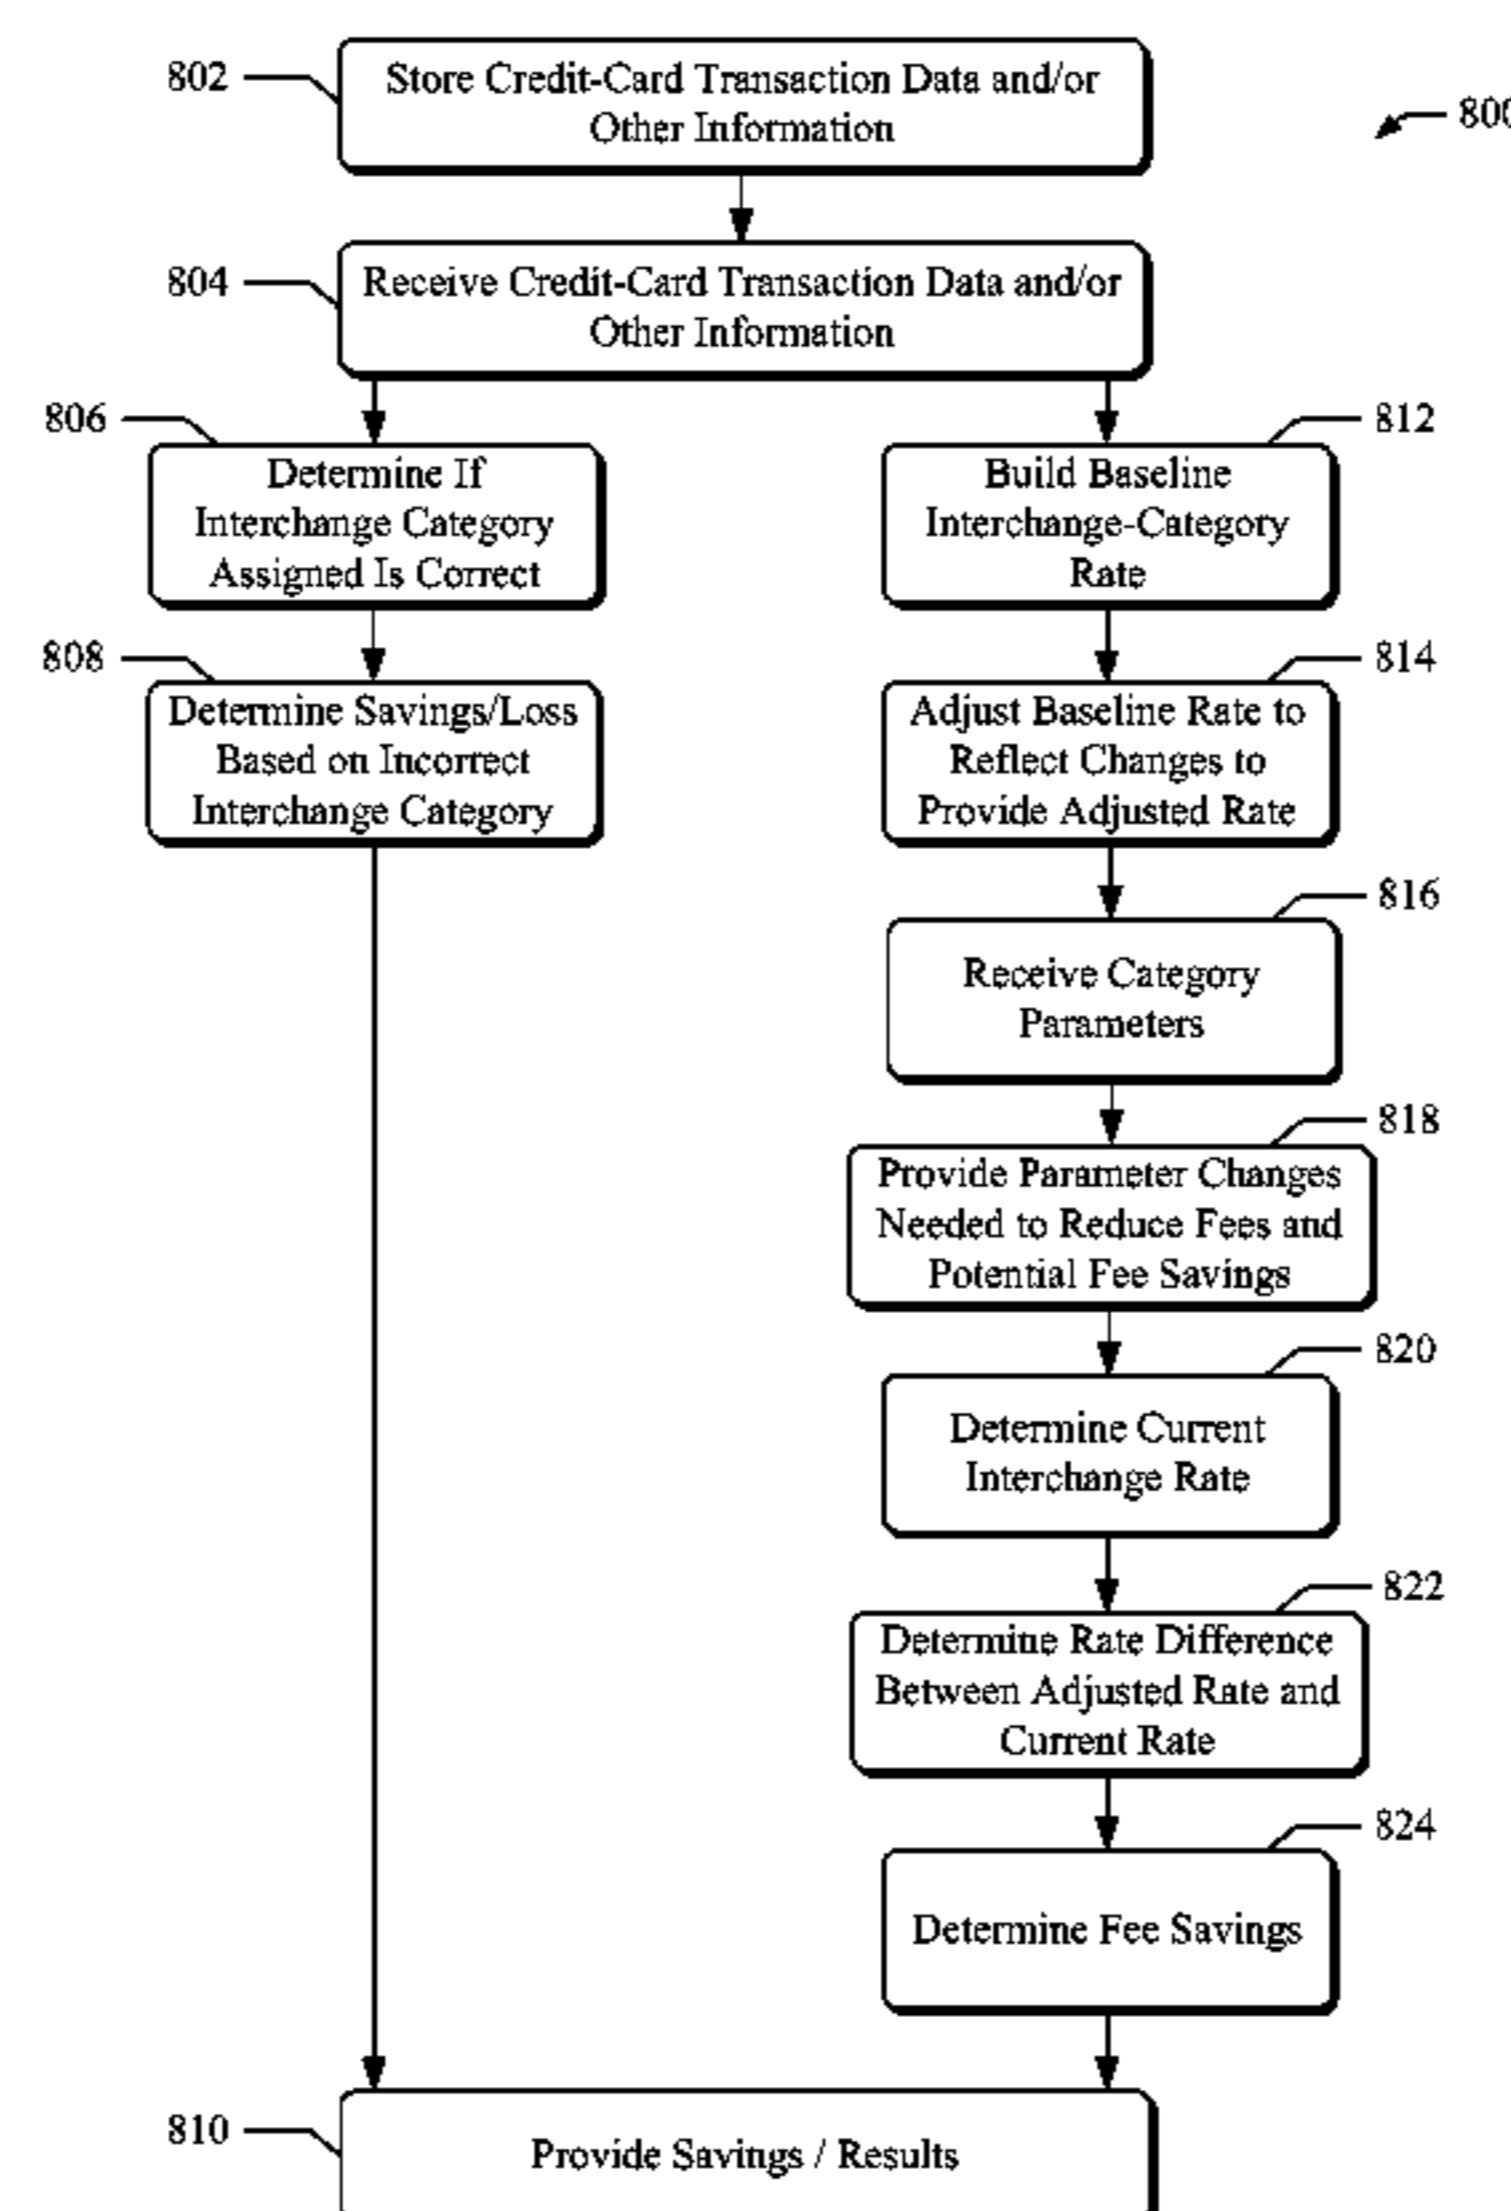 802
Store Credit-Card Transaction Data and/or
Other Information
800
804
Receive Credit-Card Transaction Data and/or
Other Information
806
Determine If
Interchange Category
Assigned Is Correct
812
Build Baseline
Interchange-Category
Rate
808
Determine Savings/Loss
Based on Incorrect
Interchange Category
814
Adjust Baseline Rate to
Reflect Changes to
Provide Adjusted Rate
816
Receive Category
Parameters
818
Provide Parameter Changes
Needed to Reduce Fees and
Potential Fee Savings
820
Determine Current
Interchange Rate
822
Determine Rate Difference
Between Adjusted Rate and
Current Rate
824
Determine Fee Savings
810
Provide Savings / Results